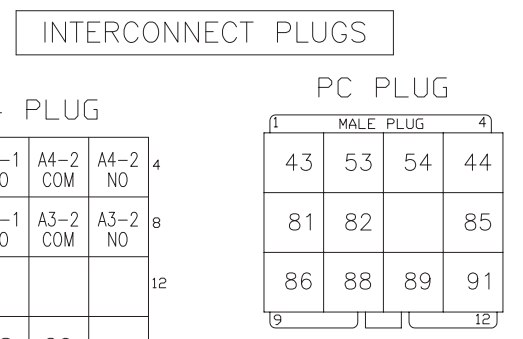 INTERCONNECT PLUGS
PLUG
A4-2 COM A4-2 NO 4
A3-2 COM A3-2 NO 8
12
PC PLUG
1 MALE PLUG 4
43 53 54 44
81 82 85
86 88 89 91
9 12